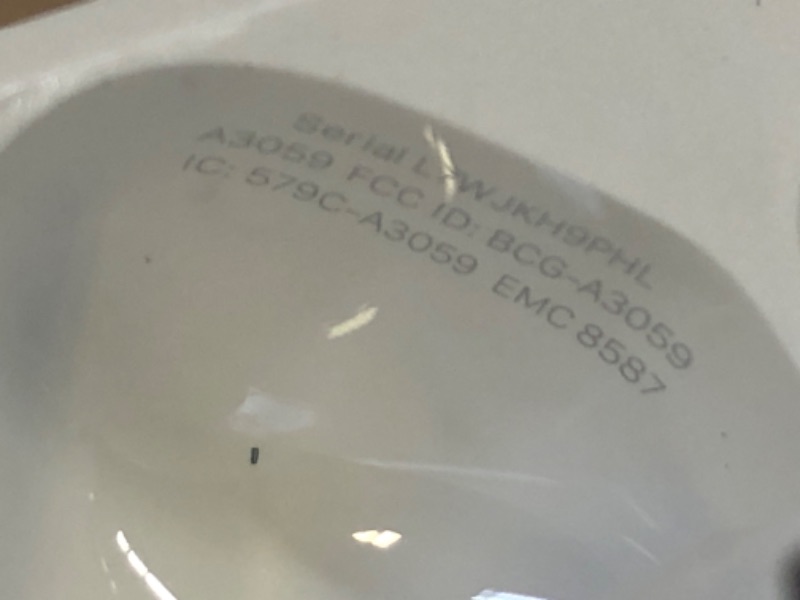 Serial
A3059 FCC ID: BCG-A3059
IC: 579C-A3059 EMC 8587